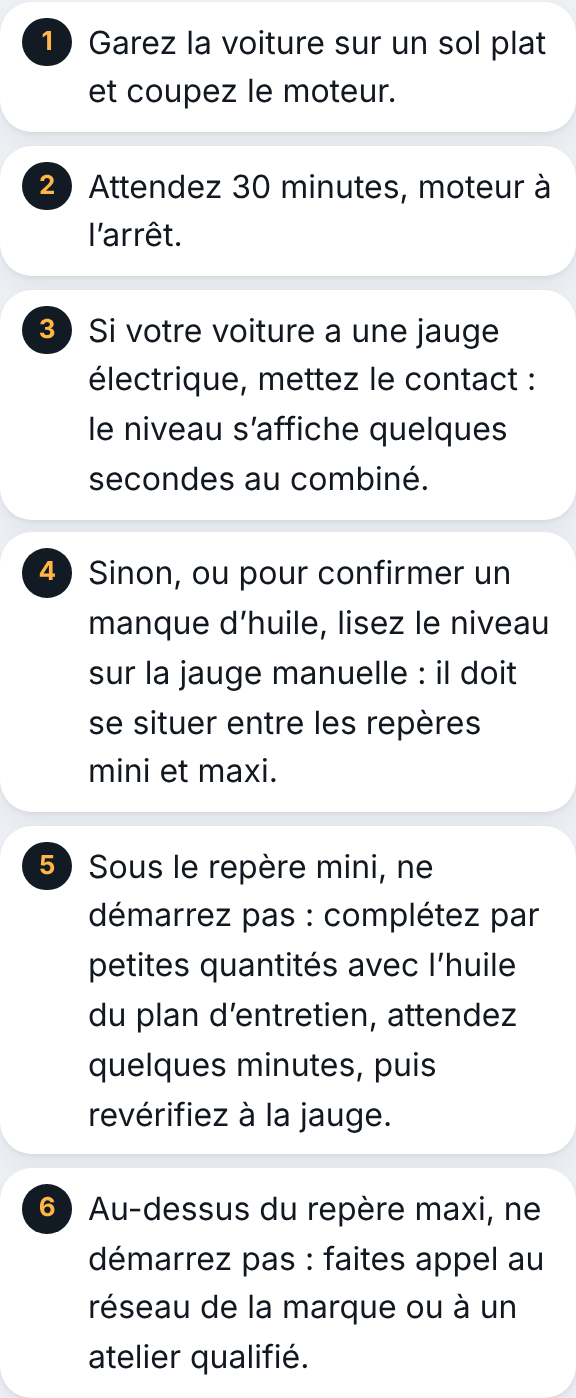 1 Garez la voiture sur un sol plat
et coupez le moteur.
2 Attendez 30 minutes, moteur à
l’arrêt.
3 Si votre voiture a une jauge
électrique, mettez le contact :
le niveau s’affiche quelques
secondes au combiné.
4 Sinon, ou pour confirmer un
manque d’huile, lisez le niveau
sur la jauge manuelle : il doit
se situer entre les repères
mini et maxi.
5 Sous le repère mini, ne
démarrez pas : complétez par
petites quantités avec l’huile
du plan d’entretien, attendez
quelques minutes, puis
revérifiez à la jauge.
6 Au-dessus du repère maxi, ne
démarrez pas : faites appel au
réseau de la marque ou à un
atelier qualifié.